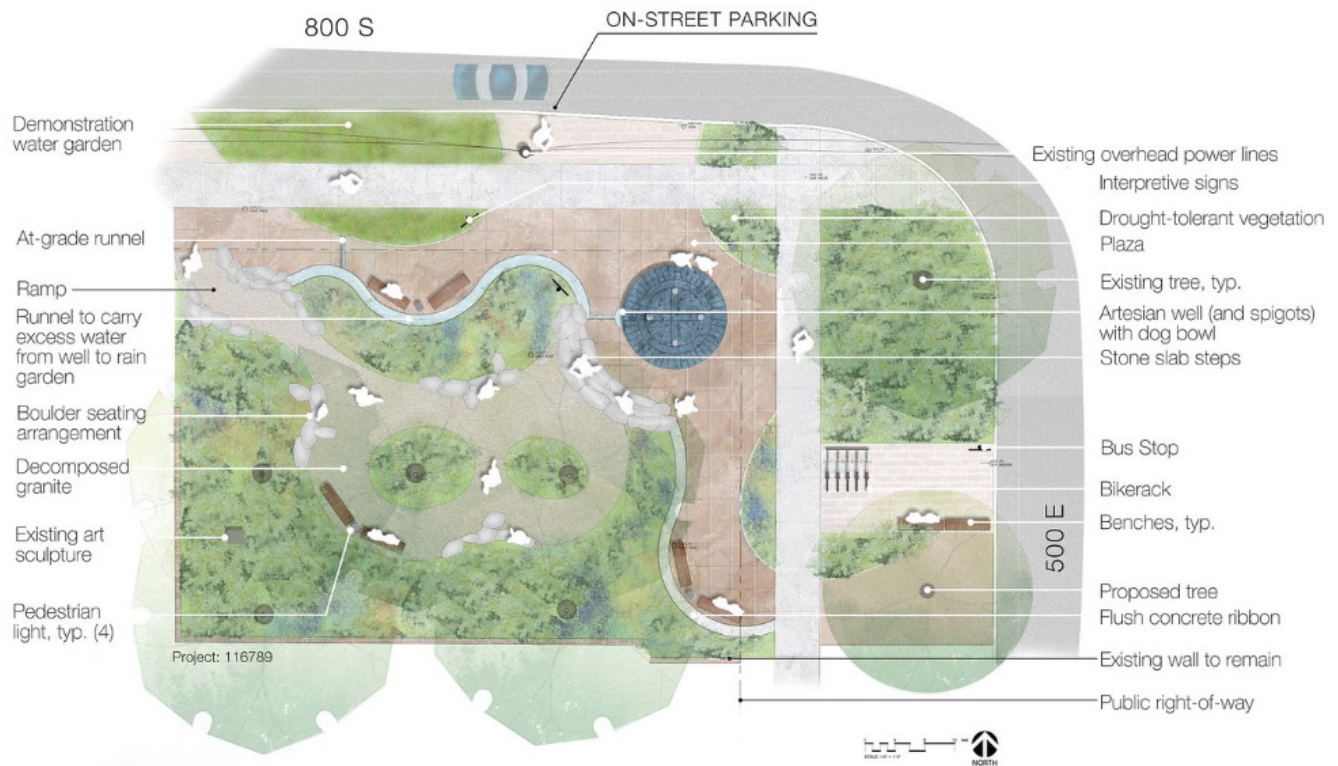 800 S
ON-STREET PARKING
Demonstration
water garden
At-grade runnel
Ramp
Runnel to carry
excess water
from well to rain
garden
Boulder seating
arrangement
Decomposed
granite
Existing art
sculpture
Pedestrian
light, typ. (4)
Project: 116789
Existing overhead power lines
Interpretive signs
Drought-tolerant vegetation
Plaza
Existing tree, typ.
Artesian well (and spigots)
with dog bowl
Stone slab steps
Bus Stop
Bikerack
Benches, typ.
500 E
Proposed tree
Flush concrete ribbon
Existing wall to remain
Public right-of-way
NORTH